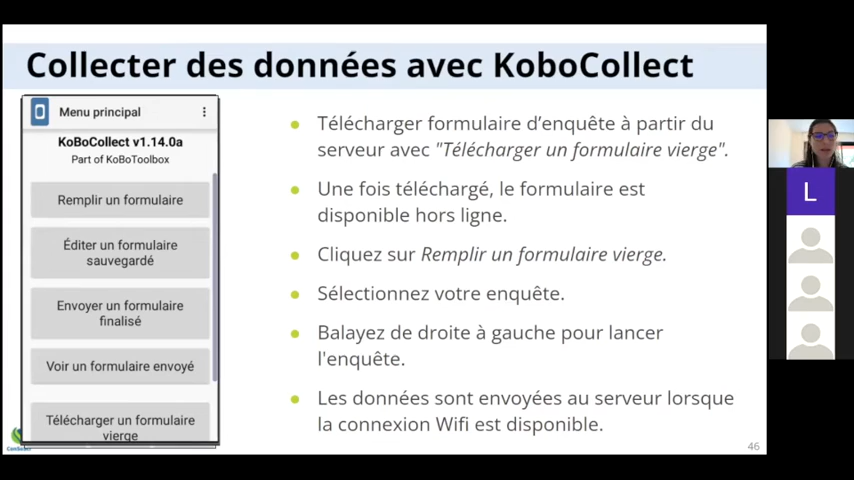 Collecter des données avec KoboCollect
Menu principal
KoBoCollect v1.14.0a
Part of KoBoToolbox
Remplir un formulaire
Éditer un formulaire
sauvegardé
Envoyer un formulaire
finalisé
Voir un formulaire envoyé
Télécharger un formulaire
vierge
Télécharger formulaire d'enquête à partir du
serveur avec "Télécharger un formulaire vierge".
Une fois téléchargé, le formulaire est
disponible hors ligne.
Cliquez sur Remplir un formulaire vierge.
Sélectionnez votre enquête.
Balayez de droite à gauche pour lancer
l'enquête.
Les données sont envoyées au serveur lorsque
la connexion Wifi est disponible.
46
L